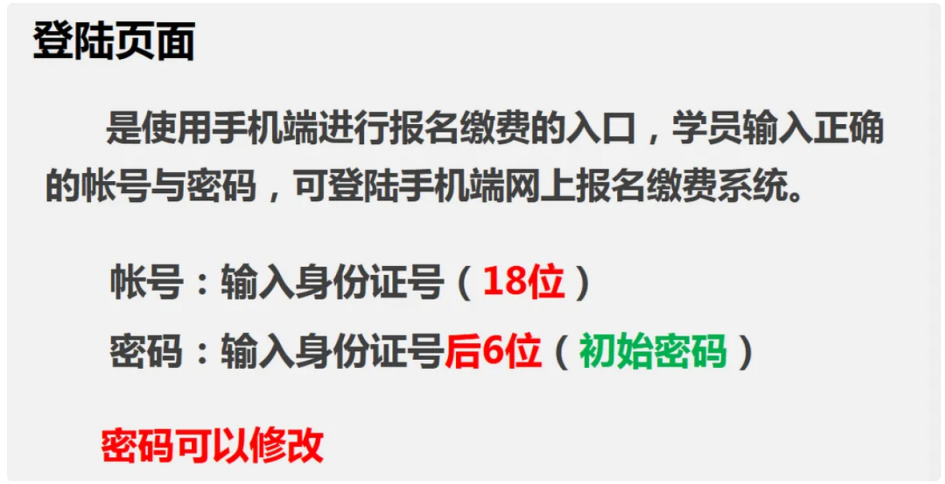 登陆页面
是使用手机端进行报名缴费的入口，学员输入正确
的帐号与密码，可登陆手机端网上报名缴费系统。
帐号：输入身份证号（18位）
密码：输入身份证号后6位（初始密码）
密码可以修改